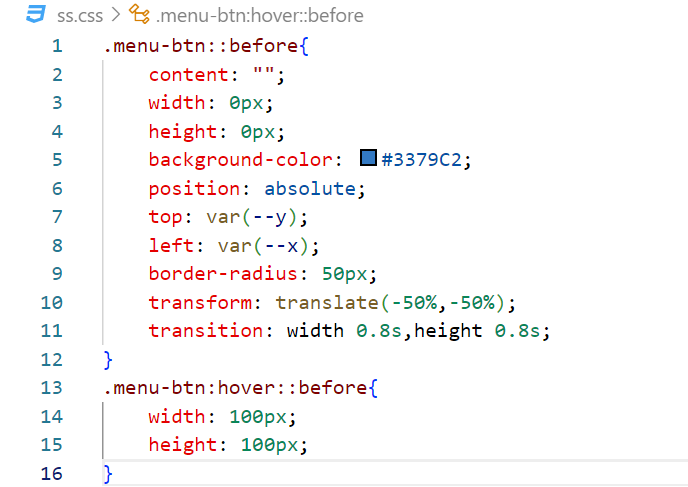 ss.css > .menu-btn:hover::before
1 .menu-btn::before{
2     content: "";
3     width: 0px;
4     height: 0px;
5     background-color: #3379C2;
6     position: absolute;
7     top: var(--y);
8     left: var(--x);
9     border-radius: 50px;
10     transform: translate(-50%,-50%);
11     transition: width 0.8s,height 0.8s;
12 }
13 .menu-btn:hover::before{
14     width: 100px;
15     height: 100px;
16 }